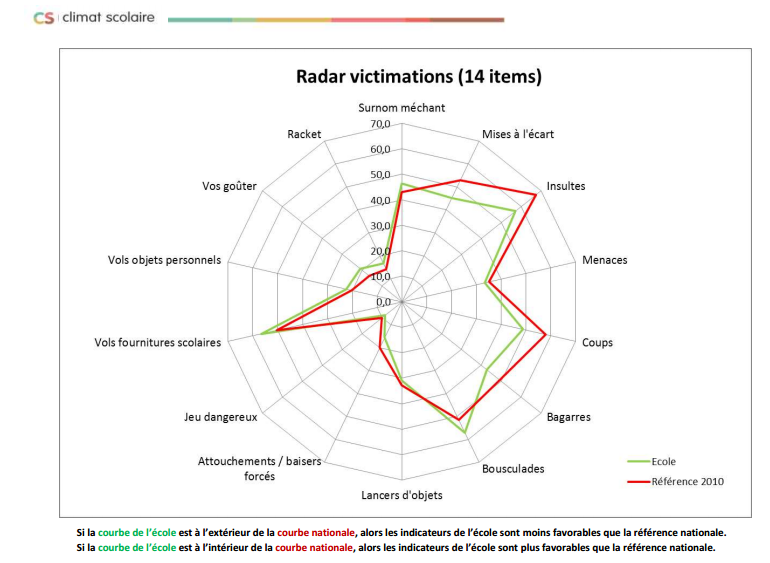 CS climat scolaire
Radar victimations (14 items)
Surnom méchant
70,0
Racket
Mises à l'écart
60,0
50,0
Vos goûter
Insultes
40,0
30,0
20,0
Vols objets personnels
Menaces
10,0
0,0
Vols fournitures scolaires
Coups
Jeu dangereux
Bagarres
Attouchements / baisers
forcés
Bousculades
Lancers d'objets
Ecole
Référence 2010
Si la courbe de l'école est à l'extérieur de la courbe nationale, alors les indicateurs de l'école sont moins favorables que la référence nationale.
Si la courbe de l'école est à l'intérieur de la courbe nationale, alors les indicateurs de l'école sont plus favorables que la référence nationale.